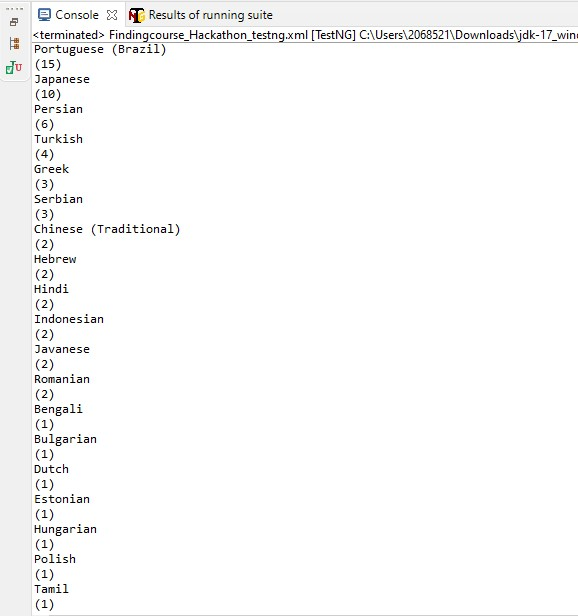 Console
Results of running suite
<terminated> Findingcourse_Hackathon_testng.xml [TestNG] C:\Users\2068521\Downloads\jdk-17_wind
Portuguese (Brazil)
(15)
Japanese
(10)
Persian
(6)
Turkish
(4)
Greek
(3)
Serbian
(3)
Chinese (Traditional)
(2)
Hebrew
(2)
Hindi
(2)
Indonesian
(2)
Javanese
(2)
Romanian
(2)
Bengali
(1)
Bulgarian
(1)
Dutch
(1)
Estonian
(1)
Hungarian
(1)
Polish
(1)
Tamil
(1)